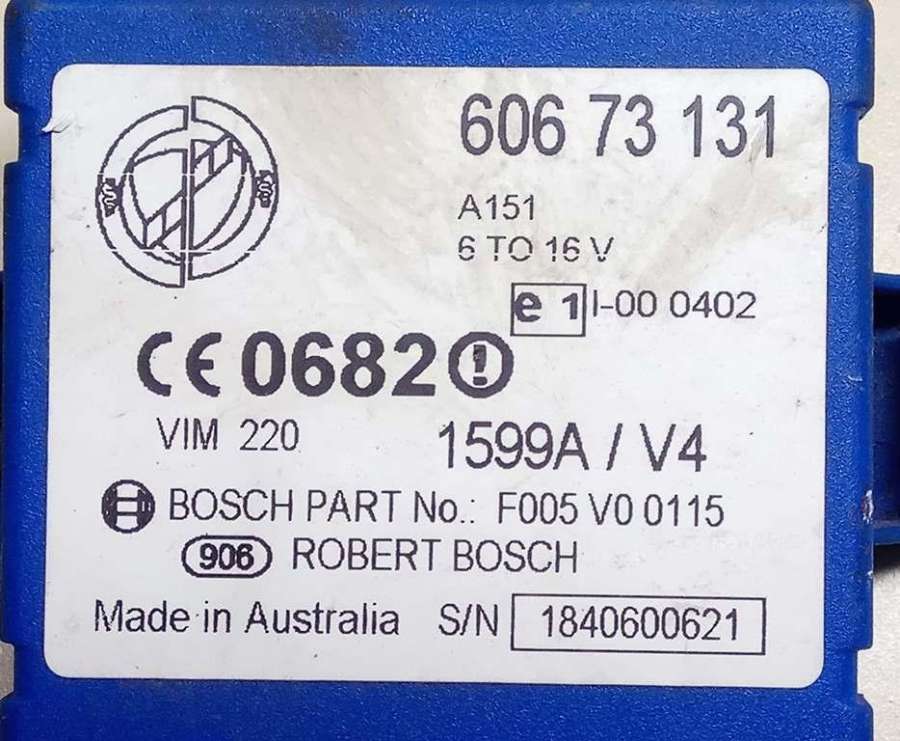 606 73 131
A151
6 TO 16 V
e 1 I-00 0402
CE 0682 !
VIM 220 1599A / V4
BOSCH PART No.: F005 V0 0115
906 ROBERT BOSCH
Made in Australia S/N 1840600621